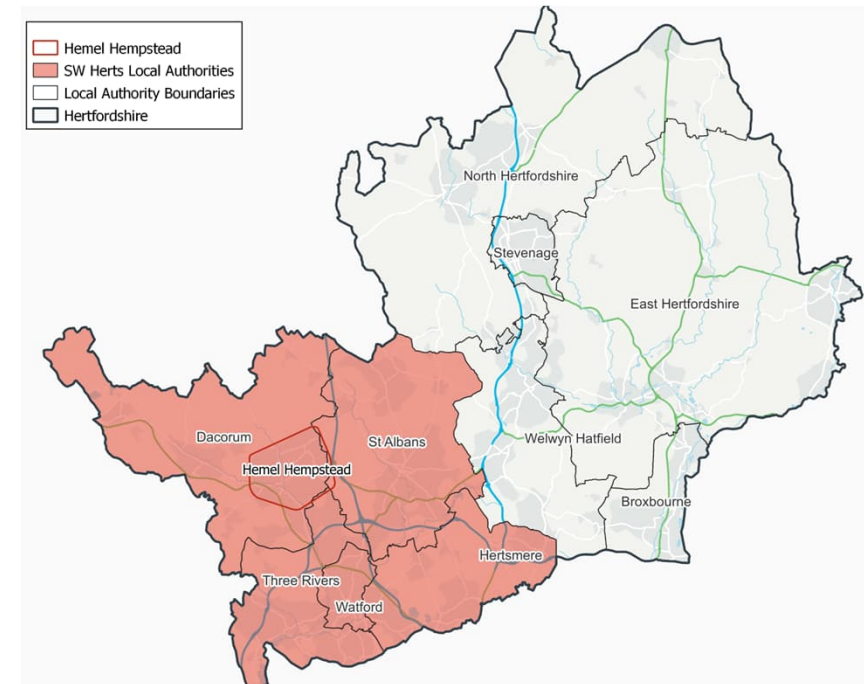 Hemel Hempstead
SW Herts Local Authorities
Local Authority Boundaries
Hertfordshire
North Hertfordshire
Stevenage
East Hertfordshire
Dacorum
St Albans
Welwyn Hatfield
Hemel Hempstead
Broxbourne
Hertsmere
Three Rivers
Watford